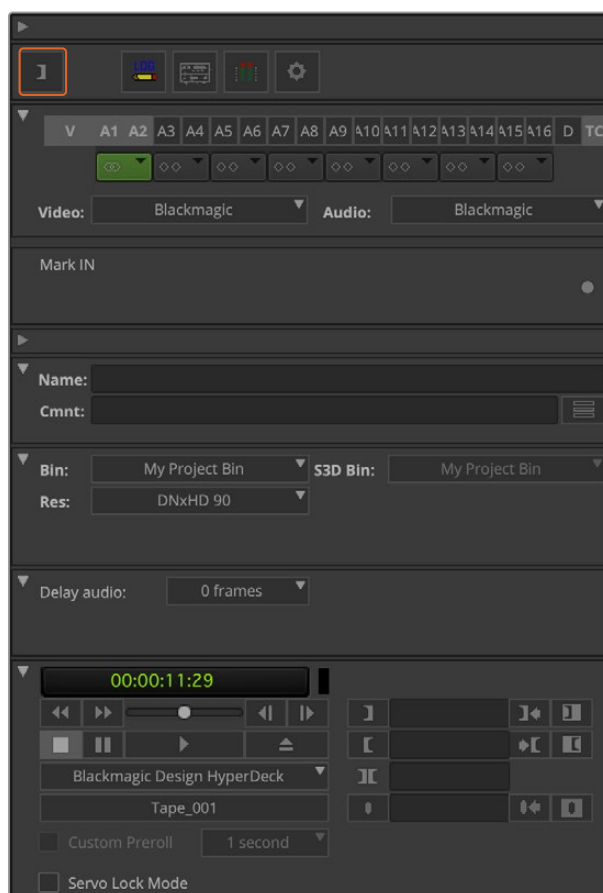 LOG
V A1 A2 A3 A4 A5 A6 A7 A8 A9 A10 A11 A12 A13 A14 A15 A16 D TC
Video: Blackmagic Audio: Blackmagic
Mark IN
Name:
Cmnt:
Bin: My Project Bin S3D Bin: My Project Bin
Res: DNxHD 90
Delay audio: 0 frames
00:00:11:29
Blackmagic Design HyperDeck
Tape_001
Custom Preroll 1 second
Servo Lock Mode